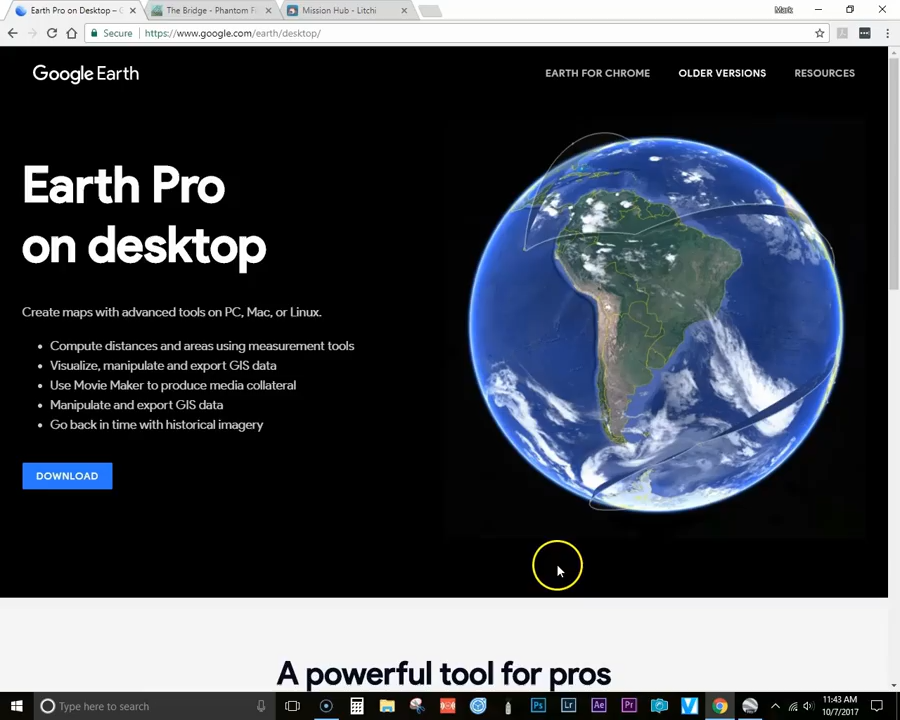 Earth Pro on Desktop – G
The Bridge - Phantom F
Mission Hub - Litchi
Mark
Secure
https://www.google.com/earth/desktop/
Google Earth
EARTH FOR CHROME
OLDER VERSIONS
RESOURCES
Earth Pro
on desktop
Create maps with advanced tools on PC, Mac, or Linux.
• Compute distances and areas using measurement tools
• Visualize, manipulate and export GIS data
• Use Movie Maker to produce media collateral
• Manipulate and export GIS data
• Go back in time with historical imagery
DOWNLOAD
A powerful tool for pros
Type here to search
Ps
Lr
Ae
Pr
V
11:43 AM
10/7/2017